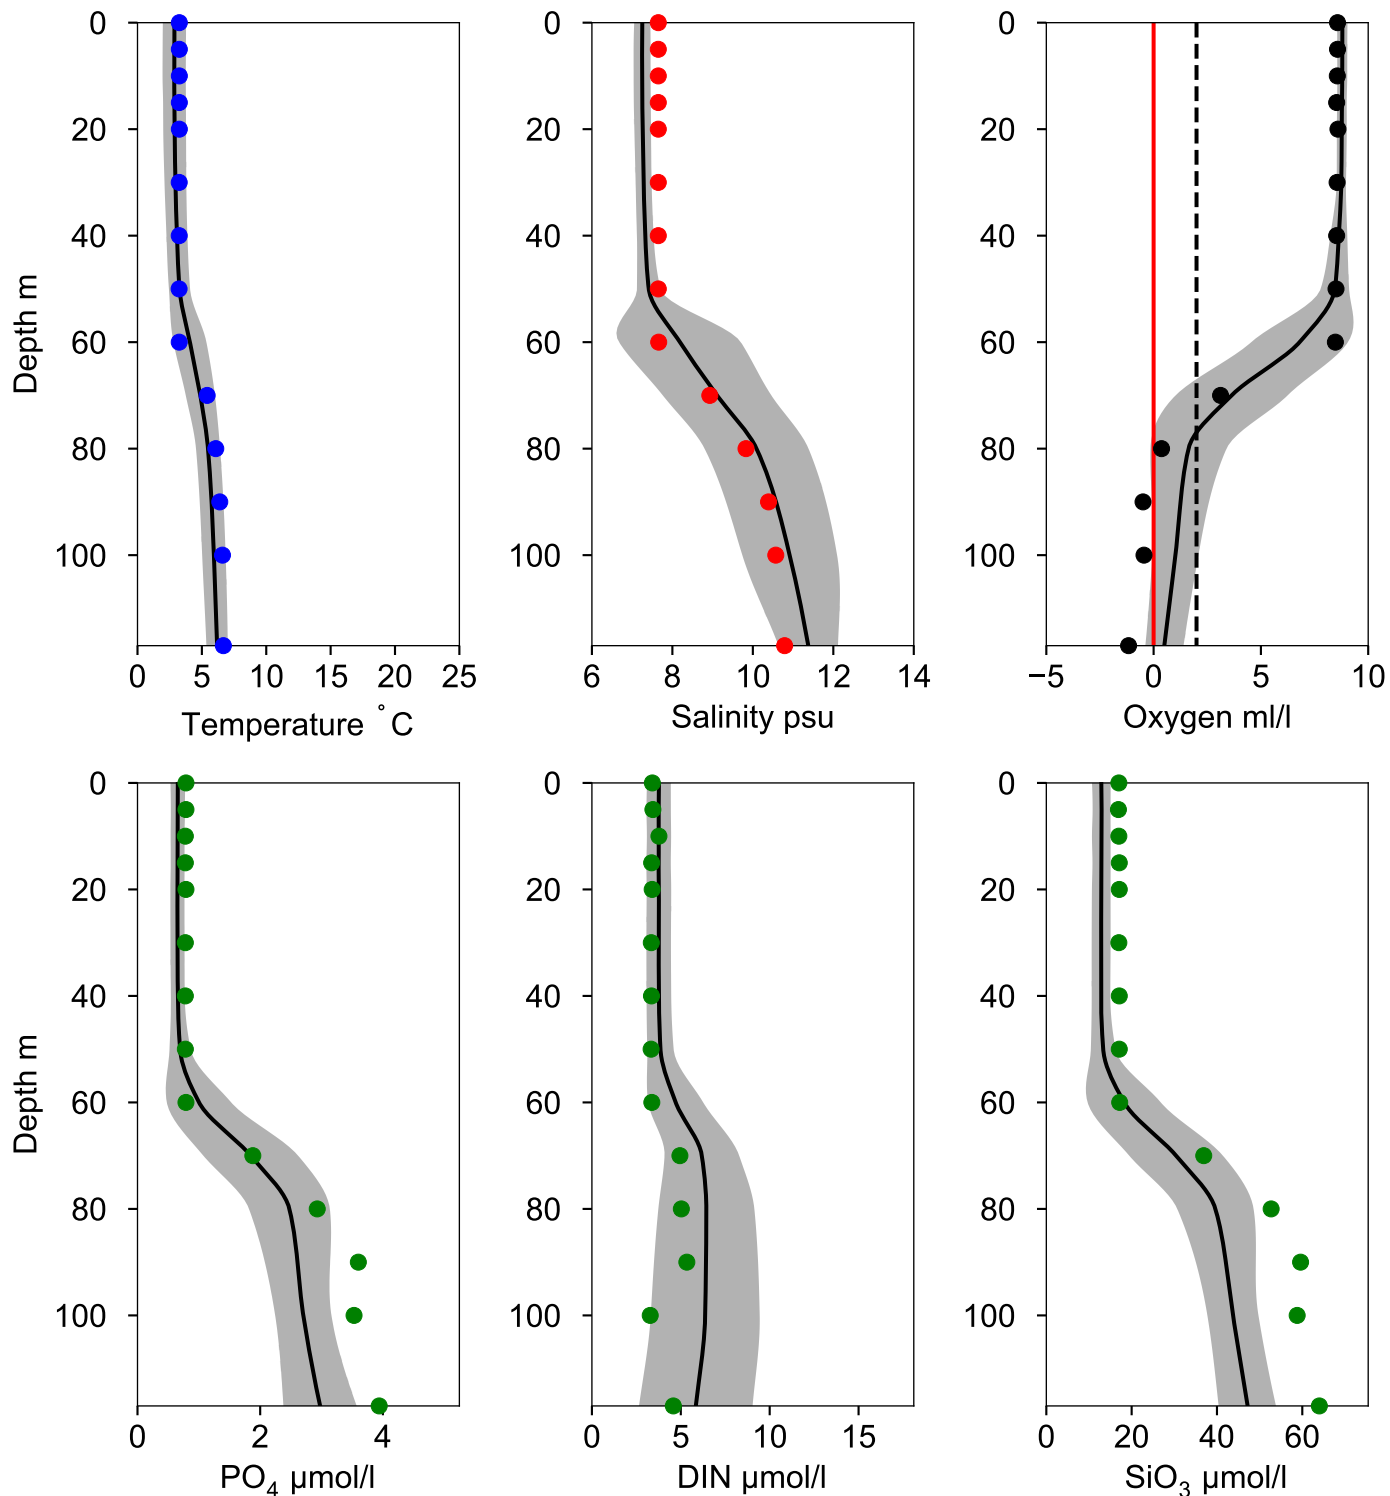 0
20
40
60
80
100
Depth m
0 5 10 15 20 25
Temperature ˚C
0
20
40
60
80
100
6 8 10 12 14
Salinity psu
0
20
40
60
80
100
−5 0 5 10
Oxygen ml/l
0
20
40
60
80
100
Depth m
0 2 4
PO₄ µmol/l
0
20
40
60
80
100
0 5 10 15
DIN µmol/l
0
20
40
60
80
100
0 20 40 60
SiO₃ µmol/l